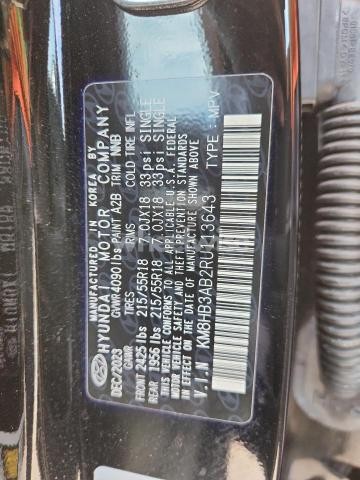 MANUFACTURED IN KOREA BY
HYUNDAI MOTOR COMPANY
DEC/2023 GVWR 4090 lbs PAINT A2B TRIM NNB
GAWR TIRES RIMS COLD TIRE INFL
FRONT 2425 lbs 215/55R18 7.0JX18 33 psi SINGLE
REAR 1956 lbs 215/55R18 7.0JX18 33 psi SINGLE
THIS VEHICLE CONFORMS TO ALL APPLICABLE U.S.A. FEDERAL
MOTOR VEHICLE SAFETY, BUMPER AND THEFT PREVENTION STANDARDS
IN EFFECT ON THE DATE OF MANUFACTURE SHOWN ABOVE.
V.I.N KM8HB3AB2RU113643 TYPE: MPV